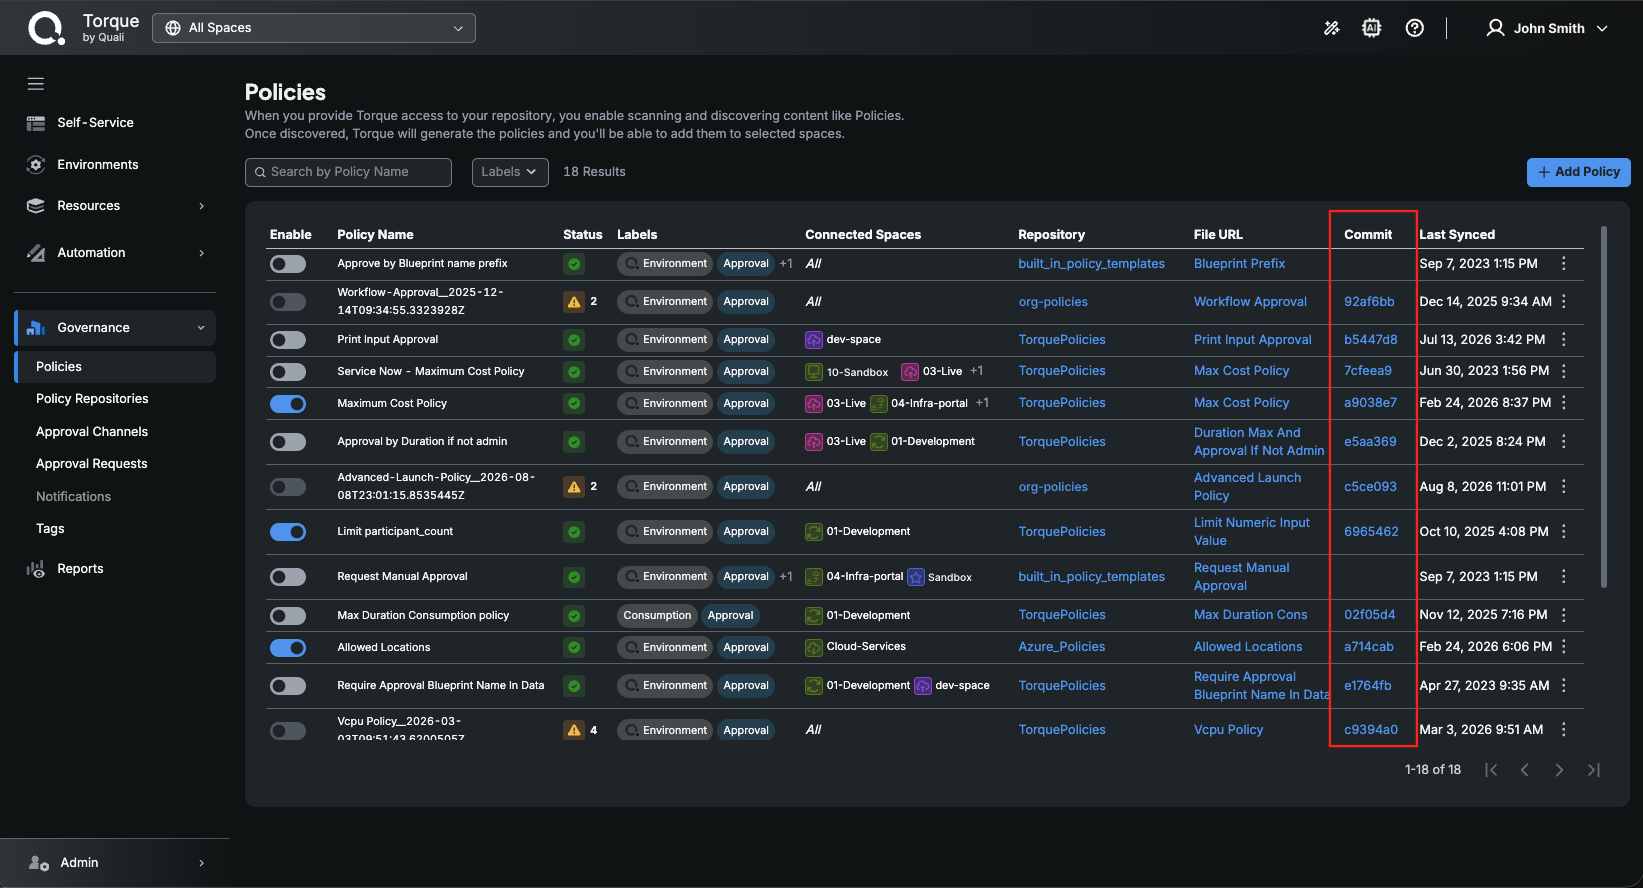 Torque
by Quali
All Spaces
AI
John Smith
Self-Service
Environments
Resources
Automation
Governance
Policies
Policy Repositories
Approval Channels
Approval Requests
Notifications
Tags
Reports
Admin
Policies
When you provide Torque access to your repository, you enable scanning and discovering content like Policies.
Once discovered, Torque will generate the policies and you'll be able to add them to selected spaces.
Search by Policy Name
Labels
18 Results
+ Add Policy
Enable Policy Name Status Labels Connected Spaces Repository File URL Commit Last Synced
Approve by Blueprint name prefix Environment Approval +1 All built_in_policy_templates Blueprint Prefix Sep 7, 2023 1:15 PM
Workflow-Approval__2025-12-
14T09:34:55.3323928Z 2 Environment Approval All org-policies Workflow Approval 92af6bb Dec 14, 2025 9:34 AM
Print Input Approval Environment Approval dev-space TorquePolicies Print Input Approval b5447d8 Jul 13, 2026 3:42 PM
Service Now - Maximum Cost Policy Environment Approval 10-Sandbox 03-Live +1 TorquePolicies Max Cost Policy 7cfeea9 Jun 30, 2023 1:56 PM
Maximum Cost Policy Environment Approval 03-Live 04-Infra-portal +1 TorquePolicies Max Cost Policy a9038e7 Feb 24, 2026 8:37 PM
Approval by Duration if not admin Environment Approval 03-Live 01-Development TorquePolicies Duration Max And
Approval If Not Admin e5aa369 Dec 2, 2025 8:24 PM
Advanced-Launch-Policy__2026-08-
08T23:01:15.8535445Z 2 Environment Approval All org-policies Advanced Launch
Policy c5ce093 Aug 8, 2026 11:01 PM
Limit participant_count Environment Approval 01-Development TorquePolicies Limit Numeric Input
Value 6965462 Oct 10, 2025 4:08 PM
Request Manual Approval Environment Approval +1 04-Infra-portal Sandbox built_in_policy_templates Request Manual
Approval Sep 7, 2023 1:15 PM
Max Duration Consumption policy Consumption Approval 01-Development TorquePolicies Max Duration Cons 02f05d4 Nov 12, 2025 7:16 PM
Allowed Locations Environment Approval Cloud-Services Azure_Policies Allowed Locations a714cab Feb 24, 2026 6:06 PM
Require Approval Blueprint Name In Data Environment Approval 01-Development dev-space TorquePolicies Require Approval
Blueprint Name In Data e1764fb Apr 27, 2023 9:35 AM
Vcpu Policy__2026-03-
03T09:51:43.6200505Z 4 Environment Approval All TorquePolicies Vcpu Policy c9394a0 Mar 3, 2026 9:51 AM
1-18 of 18